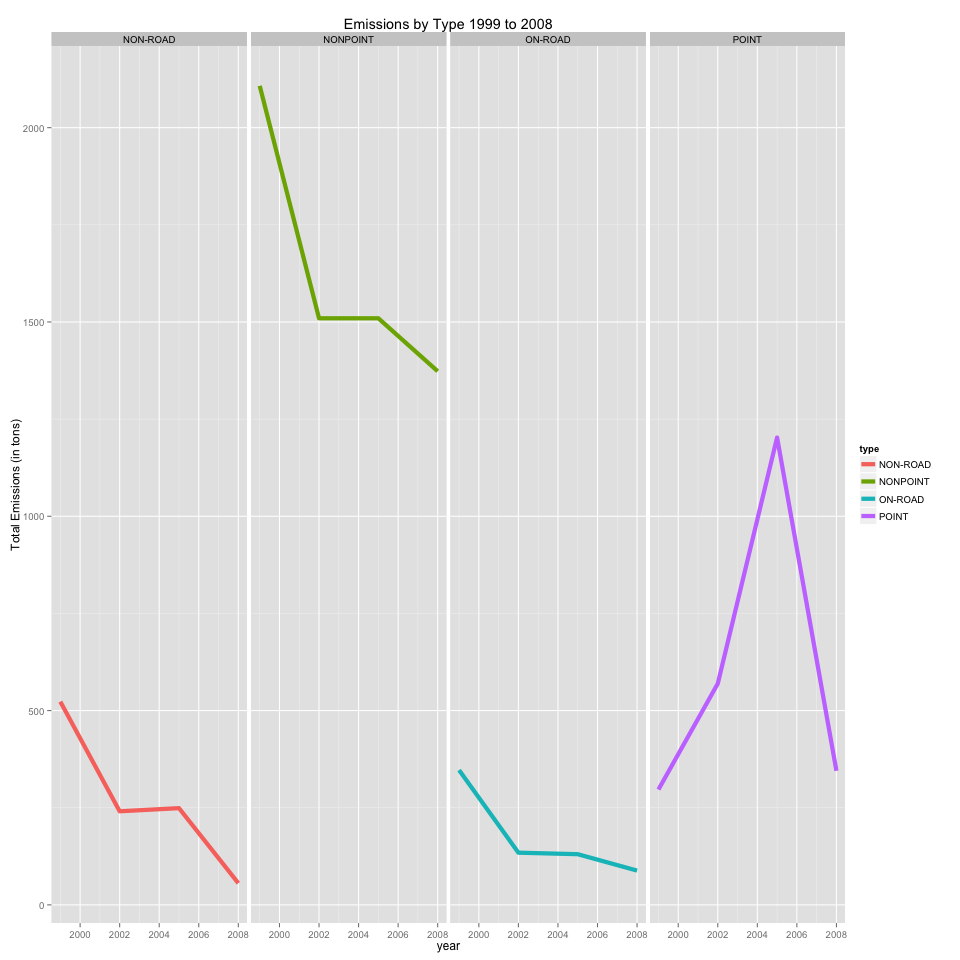 Emissions by Type 1999 to 2008
NON-ROAD
NONPOINT
ON-ROAD
POINT
2000
1500
1000
500
0
Total Emissions (in tons)
2000 2002 2004 2006 2008
2000 2002 2004 2006 2008
2000 2002 2004 2006 2008
2000 2002 2004 2006 2008
year
type
NON-ROAD
NONPOINT
ON-ROAD
POINT